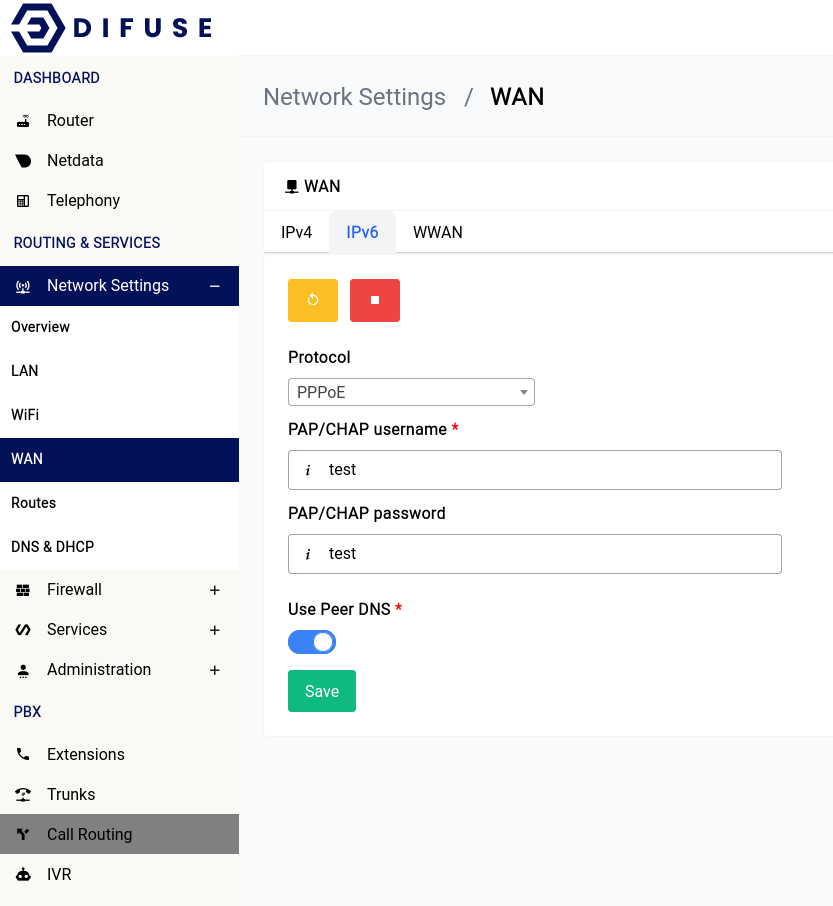 DIFUSE
DASHBOARD
Router
Netdata
Telephony
ROUTING & SERVICES
Network Settings
Overview
LAN
WiFi
WAN
Routes
DNS & DHCP
Firewall
Services
Administration
PBX
Extensions
Trunks
Call Routing
IVR
Network Settings / WAN
WAN
IPv4 IPv6 WWAN
Protocol
PPPoE
PAP/CHAP username *
i test
PAP/CHAP password
i test
Use Peer DNS *
Save